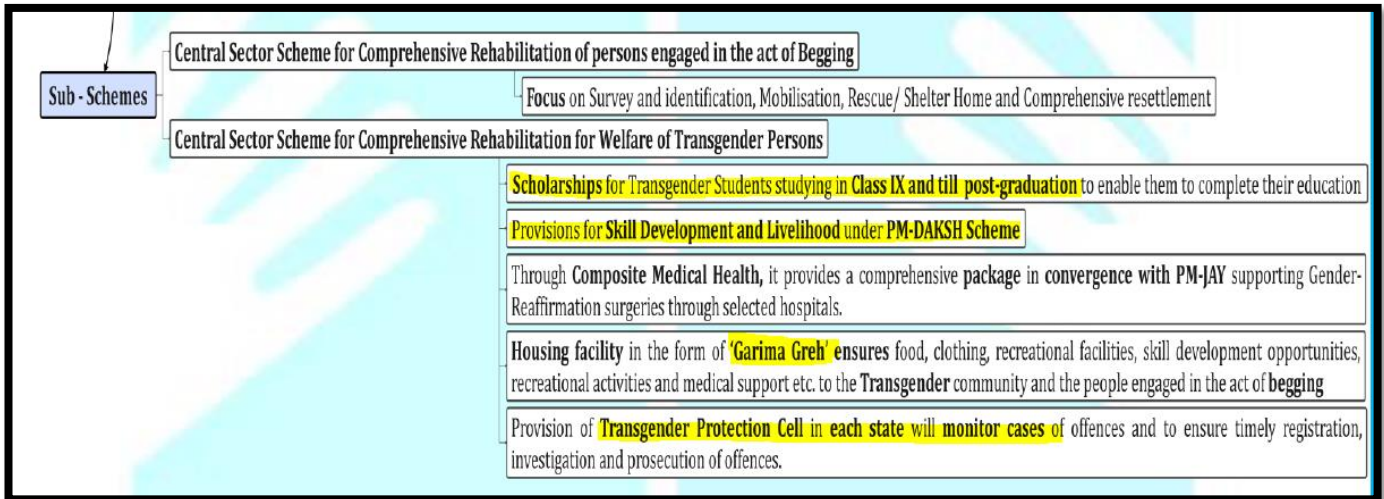 Central Sector Scheme for Comprehensive Rehabilitation of persons engaged in the act of Begging
Sub - Schemes
Focus on Survey and identification, Mobilisation, Rescue/ Shelter Home and Comprehensive resettlement
Central Sector Scheme for Comprehensive Rehabilitation for Welfare of Transgender Persons
Scholarships for Transgender Students studying in Class IX and till post-graduation to enable them to complete their education
Provisions for Skill Development and Livelihood under PM-DAKSH Scheme
Through Composite Medical Health, it provides a comprehensive package in convergence with PM-JAY supporting Gender-
Reaffirmation surgeries through selected hospitals.
Housing facility in the form of 'Garima Greh' ensures food, clothing, recreational facilities, skill development opportunities,
recreational activities and medical support etc. to the Transgender community and the people engaged in the act of begging
Provision of Transgender Protection Cell in each state will monitor cases of offences and to ensure timely registration,
investigation and prosecution of offences.